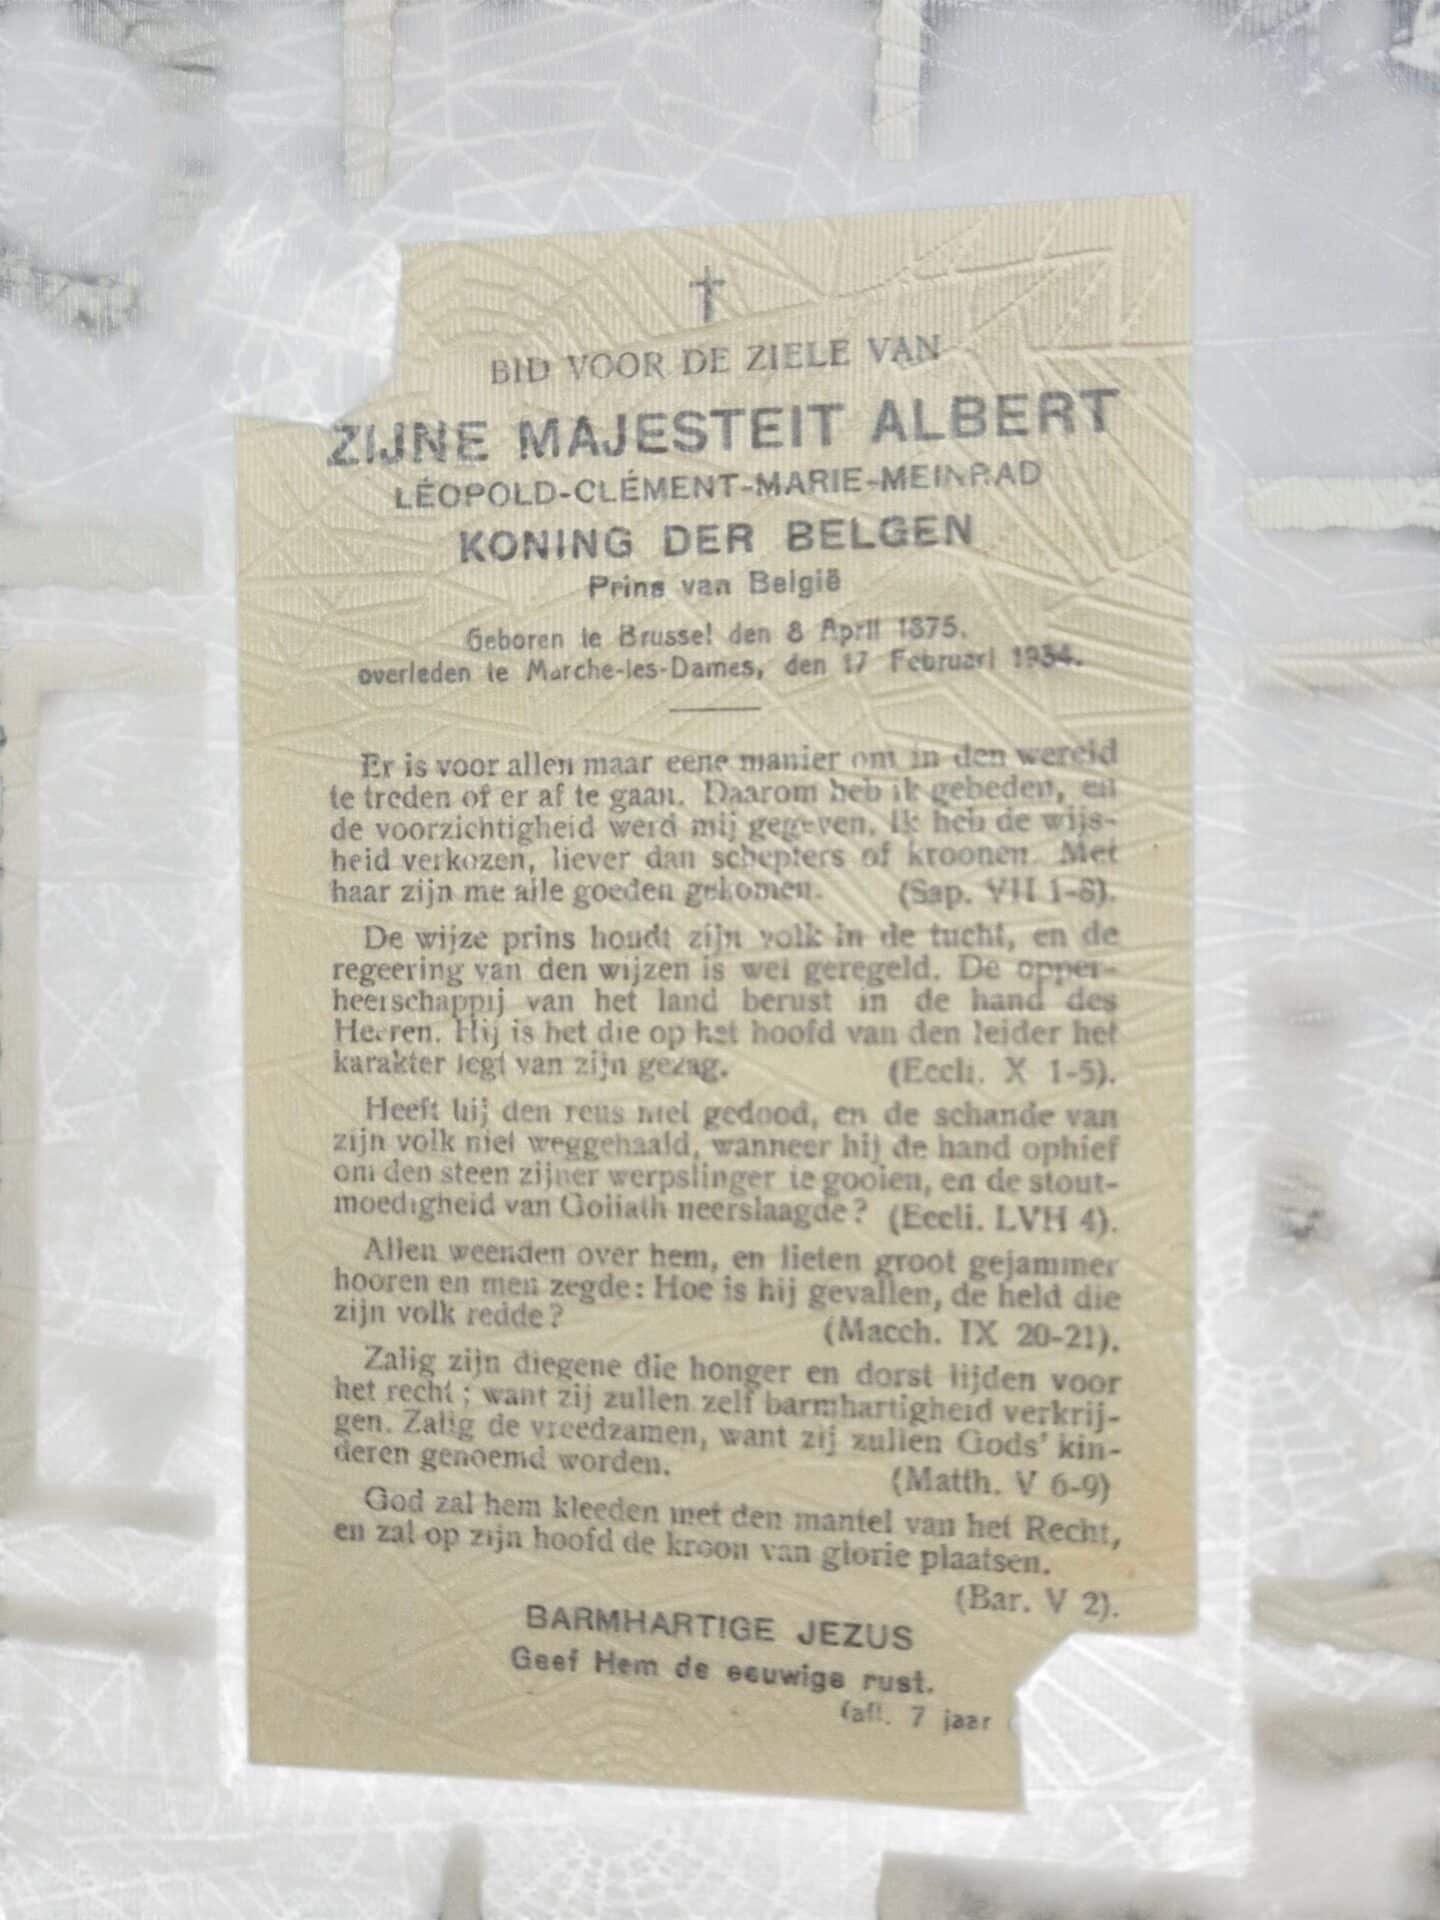 BID VOOR DE ZIELE VAN
ZIJNE MAJESTEIT ALBERT
LÉOPOLD-CLÉMENT-MARIE-MEINRAD
KONING DER BELGEN
Prins van België
Geboren te Brussel den 8 April 1875.
overleden te Marche-les-Dames, den 17 Februari 1934.
Er is voor allen maar eene manier om in den wereld
te treden of er af te gaan. Daarom heb ik gebeden, en
de voorzichtigheid werd mij gegeven. Ik heb de wijs-
heid verkozen, liever dan schepters of kroonen. Met
haar zijn me alle goeden gekomen. (Sap. VII 1-8).
De wijze prins houdt zijn volk in de tucht, en de
regeering van den wijzen is wel geregeld. De opper-
heerschappij van het land berust in de hand des
Heeren. Hij is het die op het hoofd van den leider het
karakter legt van zijn gezag. (Eccli. X 1-5).
Heeft hij den reus niet gedood, en de schande van
zijn volk niet weggehaald, wanneer hij de hand ophief
om den steen zijner werpslinger te gooien, en de stout-
moedigheid van Goliath neerslaagde? (Eccli. LVH 4).
Allen weenden over hem, en lieten groot gejammer
hooren en men zegde: Hoe is hij gevallen, de held die
zijn volk redde?
(Macch. IX 20-21).
Zalig zijn diegene die honger en dorst lijden voor
het recht; want zij zullen zelf barmhartigheid verkrij-
gen. Zalig de vreedzamen, want zij zullen Gods' kin-
deren genoemd worden.
(Matth. V 6-9)
God zal hem kleeden met den mantel van het Recht,
en zal op zijn hoofd de kroon van glorie plaatsen.
(Bar. V 2).
BARMHARTIGE JEZUS
Geef Hem de eeuwige rust.
(afl. 7 jaar